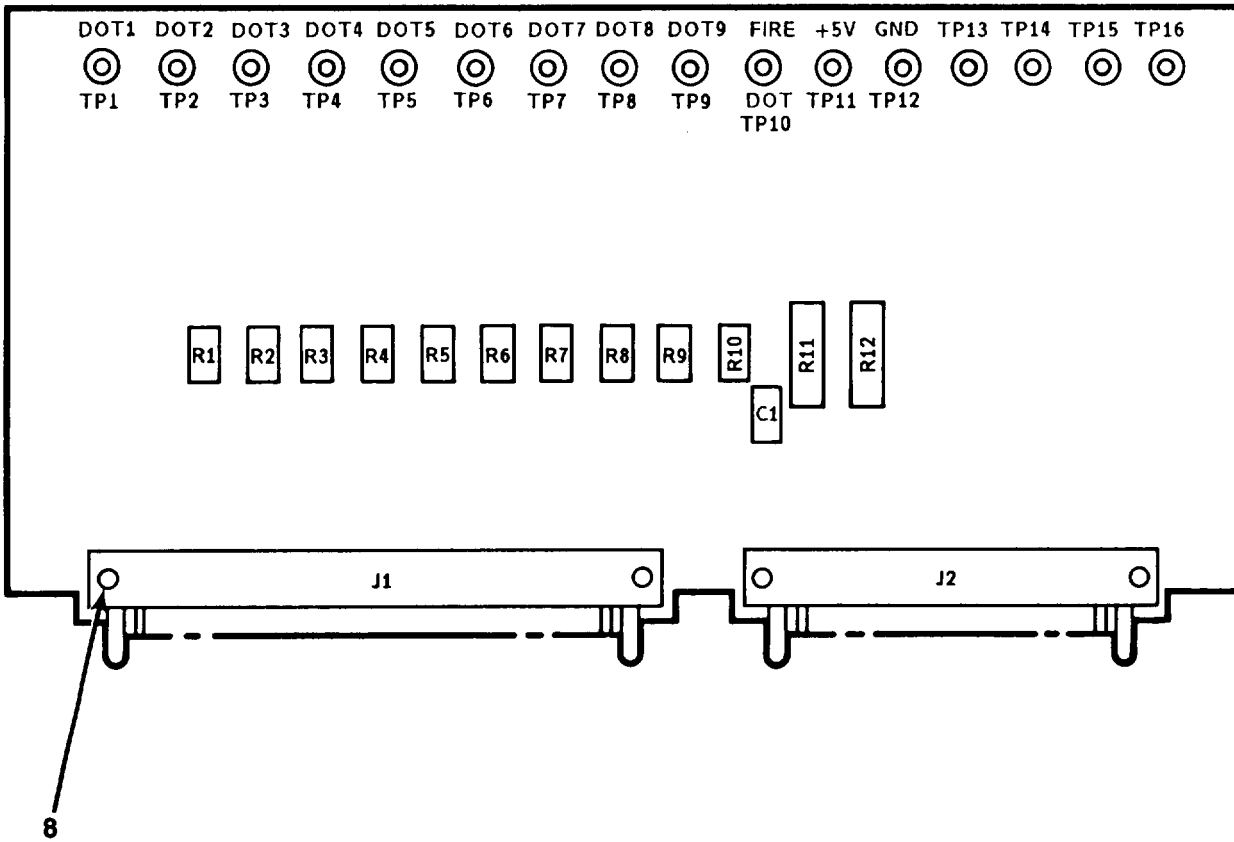 DOT1 DOT2 DOT3 DOT4 DOT5 DOT6 DOT7 DOT8 DOT9 FIRE +5V GND TP13 TP14 TP15 TP16
TP1 TP2 TP3 TP4 TP5 TP6 TP7 TP8 TP9 DOT TP11 TP12
TP10
R1 R2 R3 R4 R5 R6 R7 R8 R9 R10 R11 R12
C1
J1 J2
8